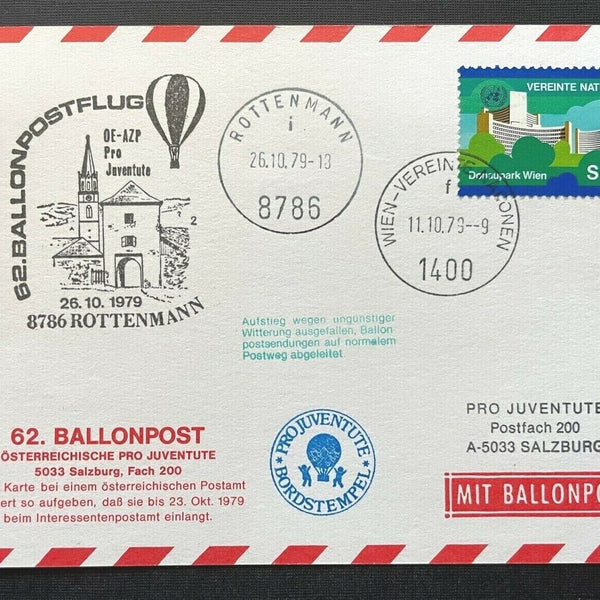 62.BALLONPOSTFLUG
OE-AZP
Pro
Juventute
2
26.10.1979
8786 ROTTENMANN
ROTTENMANN
i
26.10.79-18
8786
WIEN-VEREINTE NATIONEN
f
11.10.79--9
1400
VEREINTE NAT
Donaupark Wien
S
Aufstieg wegen ungünstiger
Witterung ausgefallen, Ballon
postsendungen auf normalem
Postweg abgeleitet
62. BALLONPOST
ÖSTERREICHISCHE PRO JUVENTUTE
5033 Salzburg, Fach 200
Karte bei einem österreichischen Postamt
ert so aufgeben, daß sie bis 23. Okt. 1979
beim Interessentenpostamt einlangt.
PRO JUVENTUTE
BORDSTEMPEL
PRO JUVENTUTE
Postfach 200
A-5033 SALZBURG
MIT BALLONPO